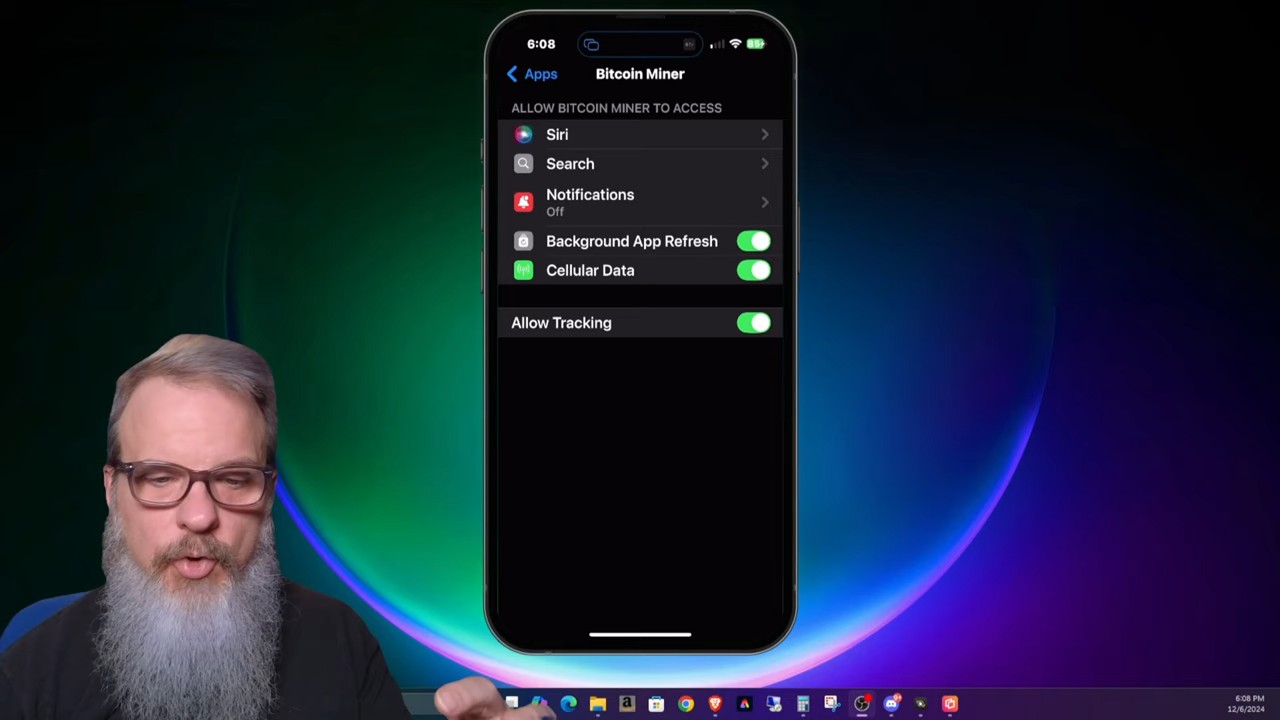 6:08
85
Apps
Bitcoin Miner
ALLOW BITCOIN MINER TO ACCESS
Siri
Search
Notifications
Off
Background App Refresh
Cellular Data
Allow Tracking
6:08 PM
12/6/2024